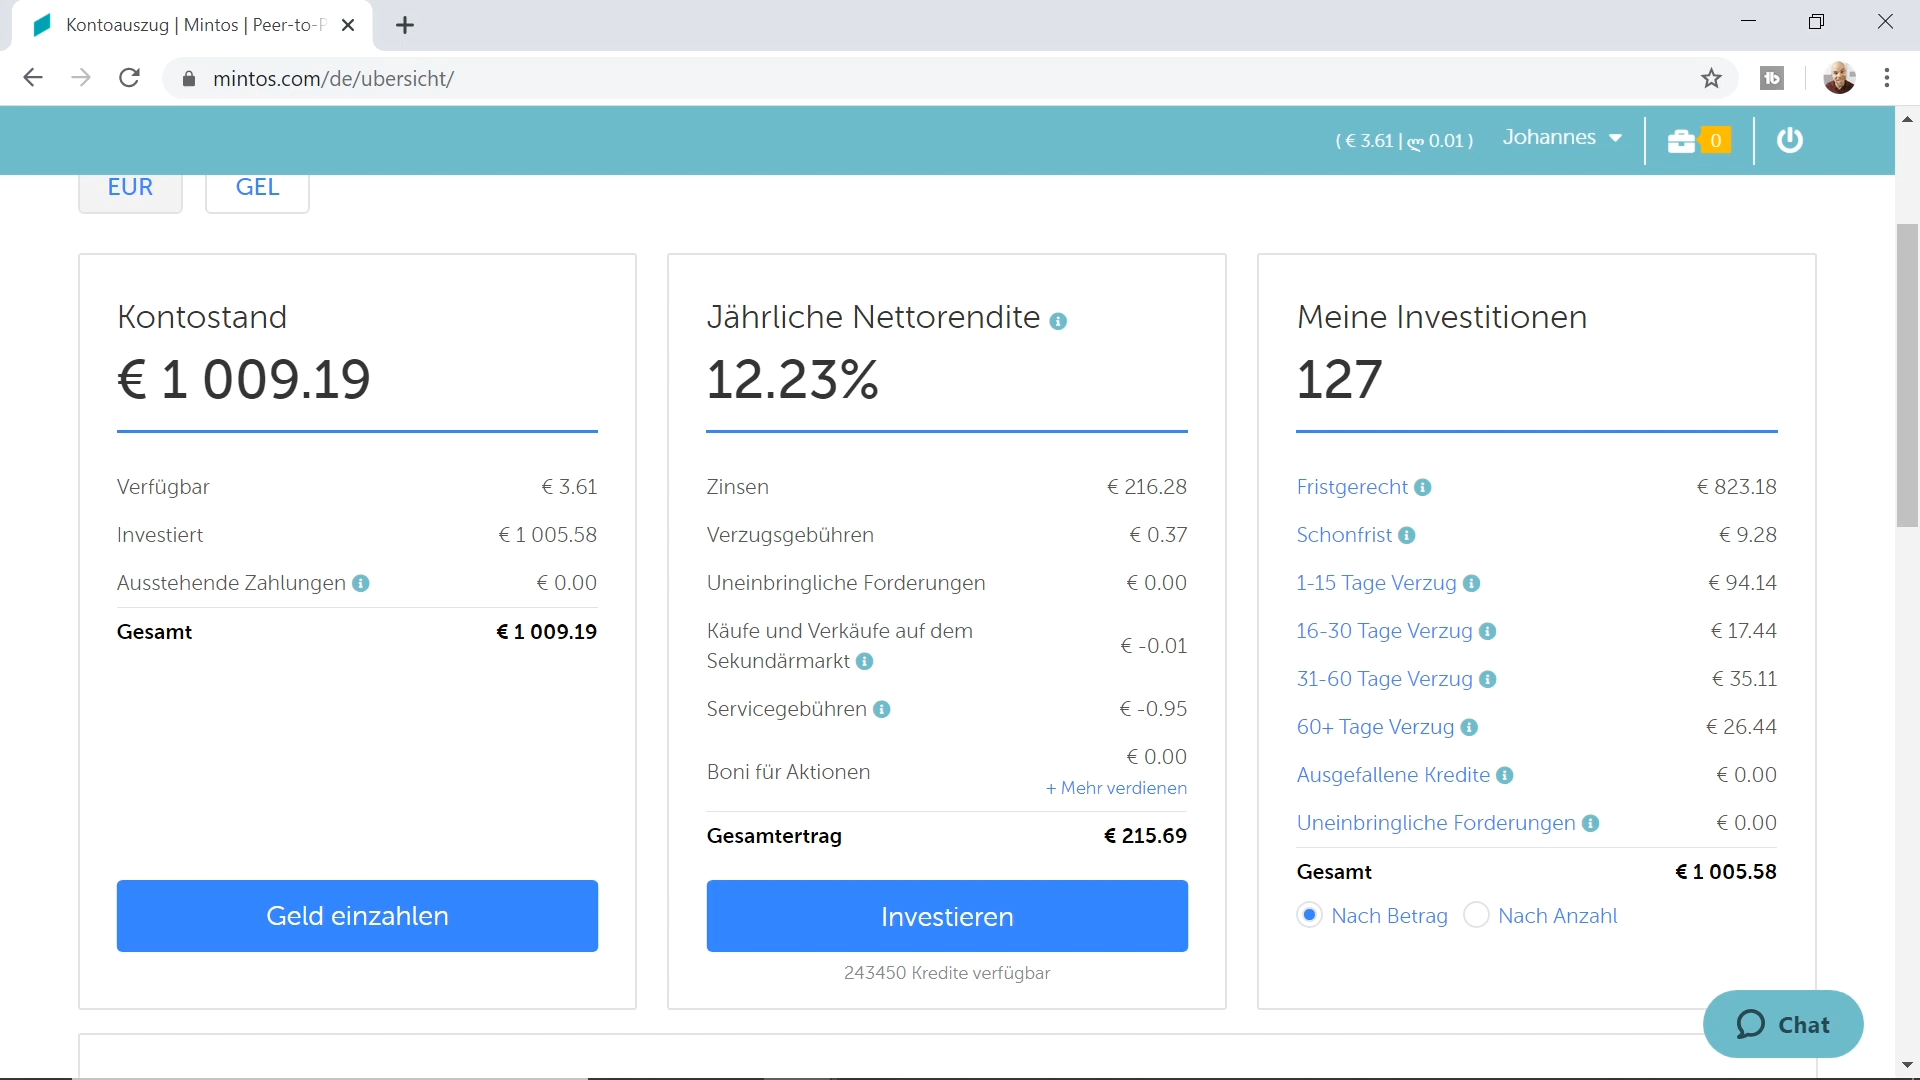 Kontoauszug | Mintos | Peer-to-P
mintos.com/de/ubersicht/
( € 3.61 | ლ 0.01 )
Johannes
0
EUR
GEL
Kontostand
€ 1 009.19
Verfügbar € 3.61
Investiert € 1 005.58
Ausstehende Zahlungen € 0.00
Gesamt € 1 009.19
Geld einzahlen
Jährliche Nettorendite
12.23%
Zinsen € 216.28
Verzugsgebühren € 0.37
Uneinbringliche Forderungen € 0.00
Käufe und Verkäufe auf dem
Sekundärmarkt € -0.01
Servicegebühren € -0.95
Boni für Aktionen € 0.00
+ Mehr verdienen
Gesamtertrag € 215.69
Investieren
243450 Kredite verfügbar
Meine Investitionen
127
Fristgerecht € 823.18
Schonfrist € 9.28
1-15 Tage Verzug € 94.14
16-30 Tage Verzug € 17.44
31-60 Tage Verzug € 35.11
60+ Tage Verzug € 26.44
Ausgefallene Kredite € 0.00
Uneinbringliche Forderungen € 0.00
Gesamt € 1 005.58
Nach Betrag Nach Anzahl
Chat